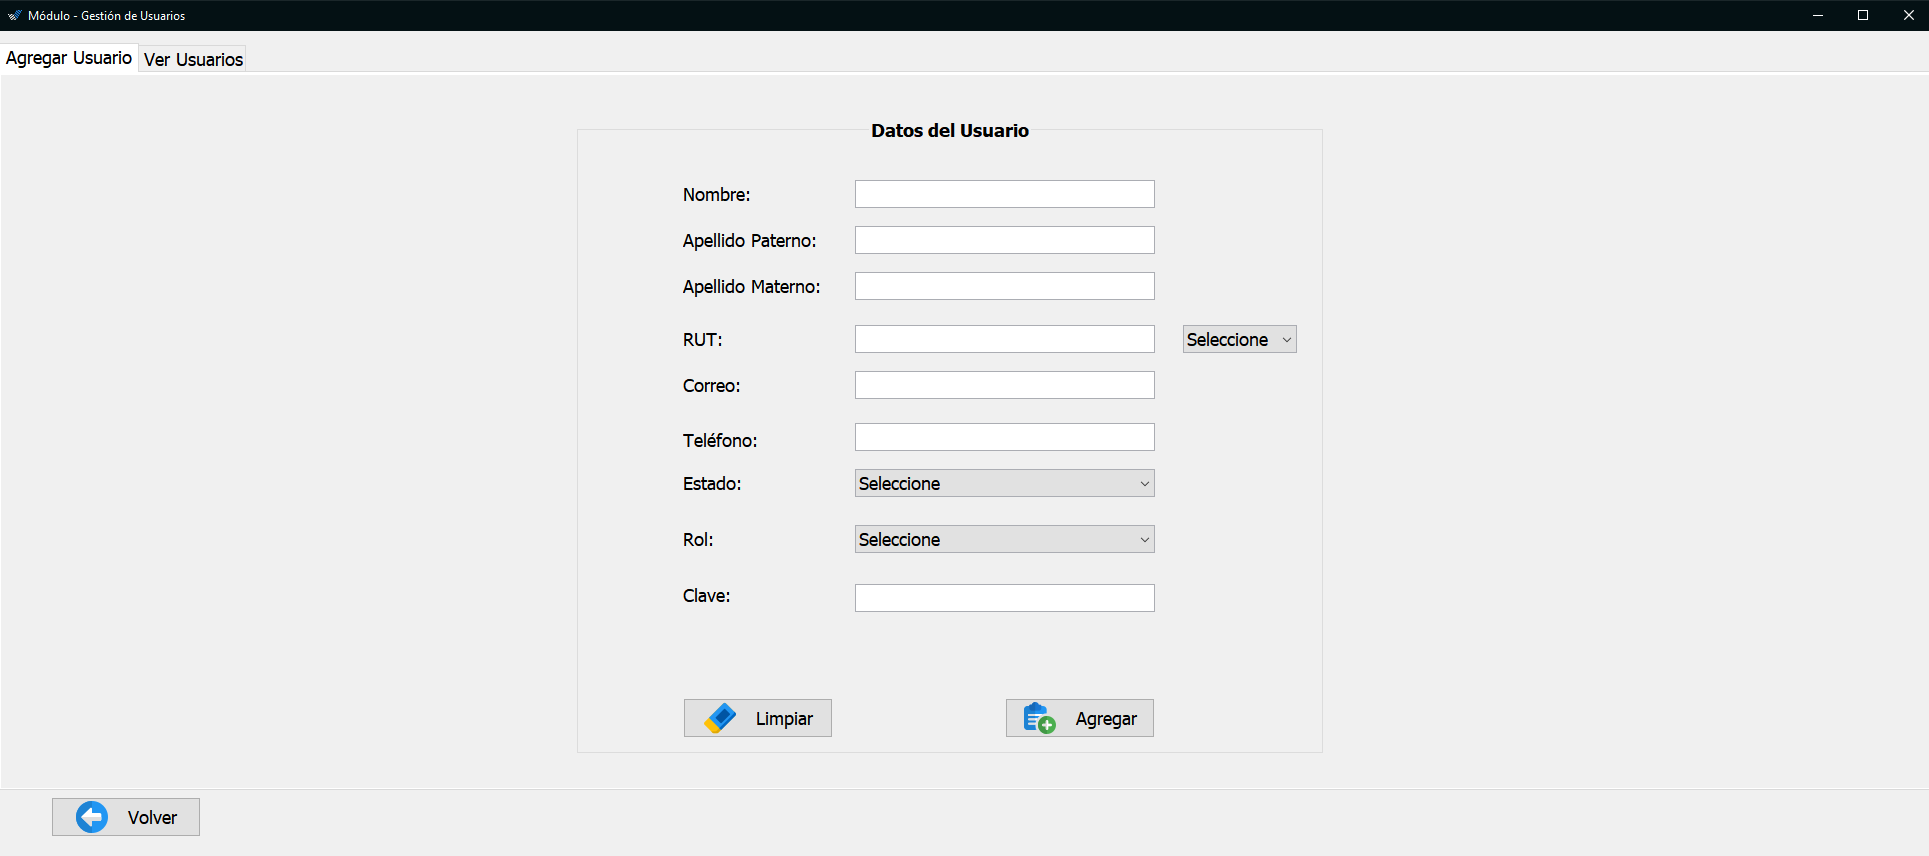 Módulo - Gestión de Usuarios
Agregar Usuario Ver Usuarios
Datos del Usuario
Nombre:
Apellido Paterno:
Apellido Materno:
RUT: Seleccione
Correo:
Teléfono:
Estado: Seleccione
Rol: Seleccione
Clave:
Limpiar Agregar
Volver